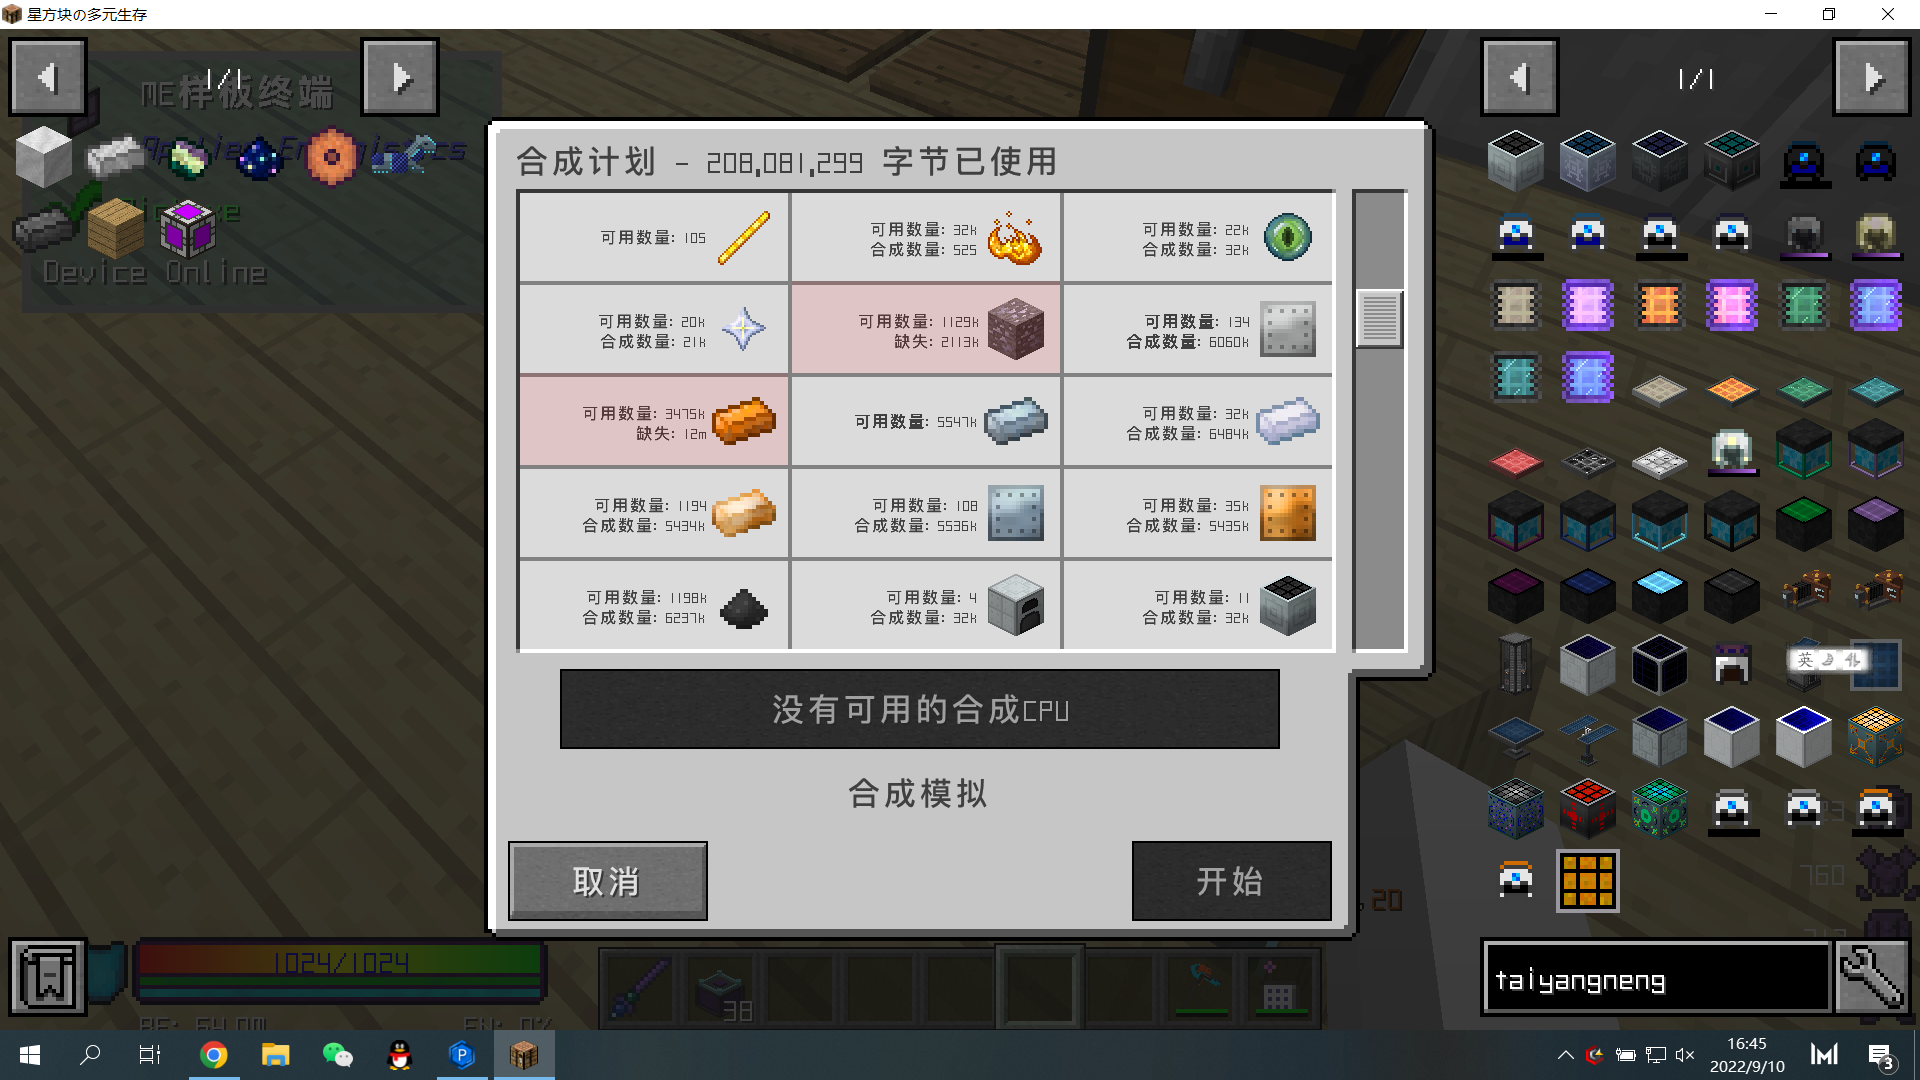 星方块の多元生存
1/1
ME样板终端
Device Online
合成计划 - 208,081,299 字节已使用
可用数量: 105
可用数量: 32k
合成数量: 525
可用数量: 22k
合成数量: 32k
可用数量: 20k
合成数量: 21k
可用数量: 1129k
缺失: 2113k
可用数量: 134
合成数量: 6060k
可用数量: 3475k
缺失: 12m
可用数量: 5547k
可用数量: 32k
合成数量: 6484k
可用数量: 1194
合成数量: 5434k
可用数量: 108
合成数量: 5536k
可用数量: 35k
合成数量: 5435k
可用数量: 1198k
合成数量: 6237k
可用数量: 4
合成数量: 32k
可用数量: 11
合成数量: 32k
没有可用的合成CPU
合成模拟
取消
开始
1/1
英
760
20
taiyangneng
1024/1024
38
16:45
2022/9/10
3